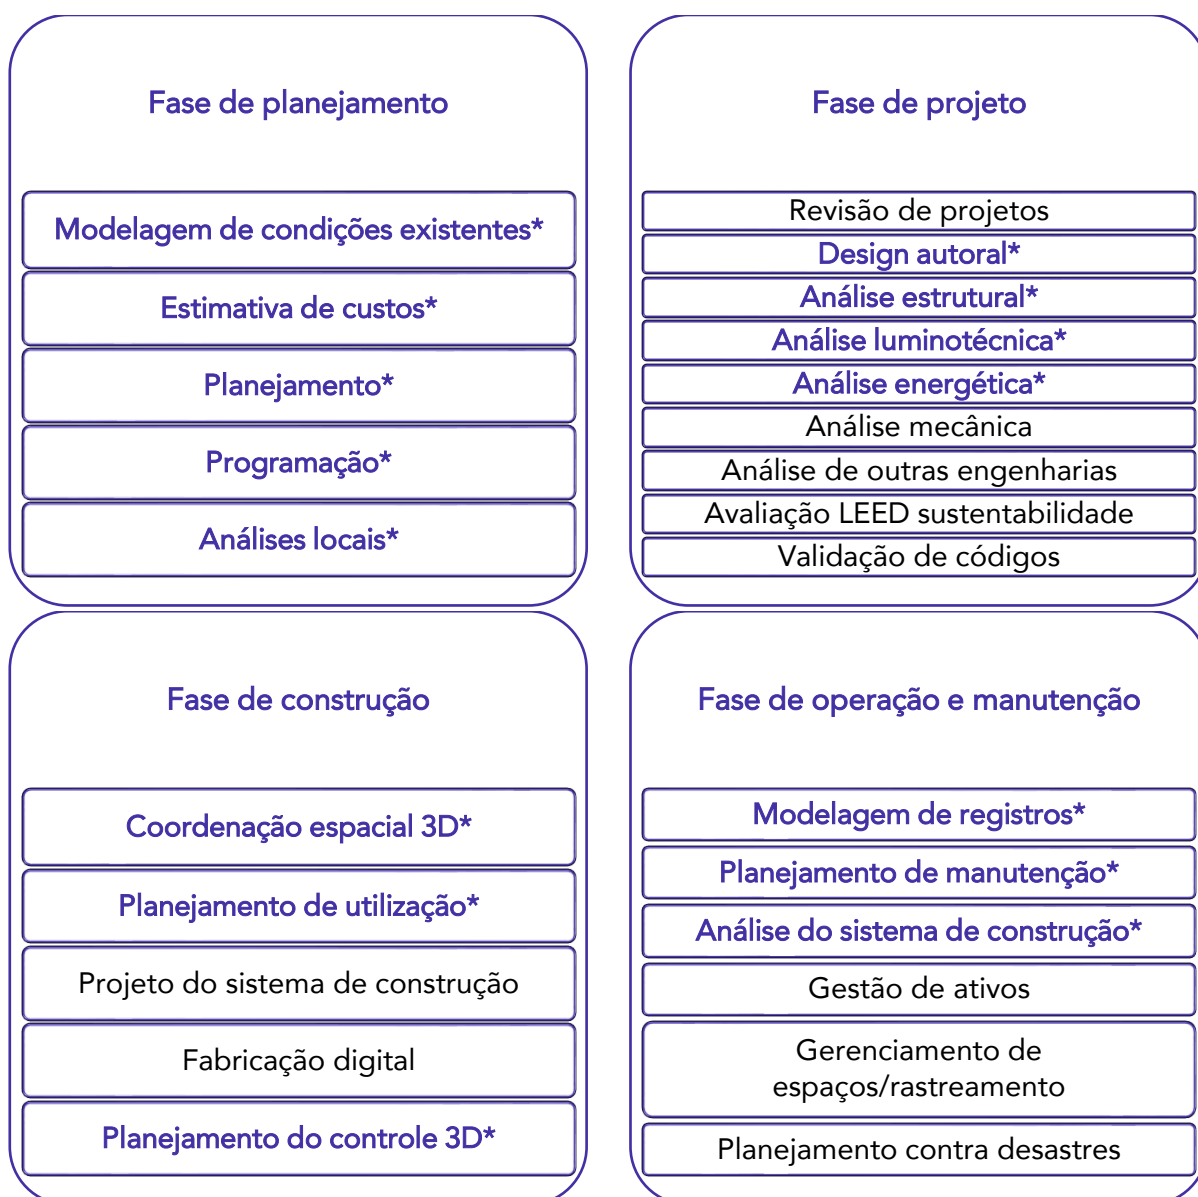 Fase de planejamento
Modelagem de condições existentes*
Estimativa de custos*
Planejamento*
Programação*
Análises locais*
Fase de projeto
Revisão de projetos
Design autoral*
Análise estrutural*
Análise luminotécnica*
Análise energética*
Análise mecânica
Análise de outras engenharias
Avaliação LEED sustentabilidade
Validação de códigos
Fase de construção
Coordenação espacial 3D*
Planejamento de utilização*
Projeto do sistema de construção
Fabricação digital
Planejamento do controle 3D*
Fase de operação e manutenção
Modelagem de registros*
Planejamento de manutenção*
Análise do sistema de construção*
Gestão de ativos
Gerenciamento de
espaços/rastreamento
Planejamento contra desastres